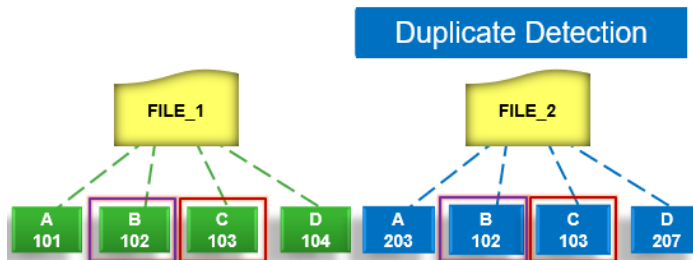 Duplicate Detection
FILE_1
FILE_2
A
101
B
102
C
103
D
104
A
203
B
102
C
103
D
207